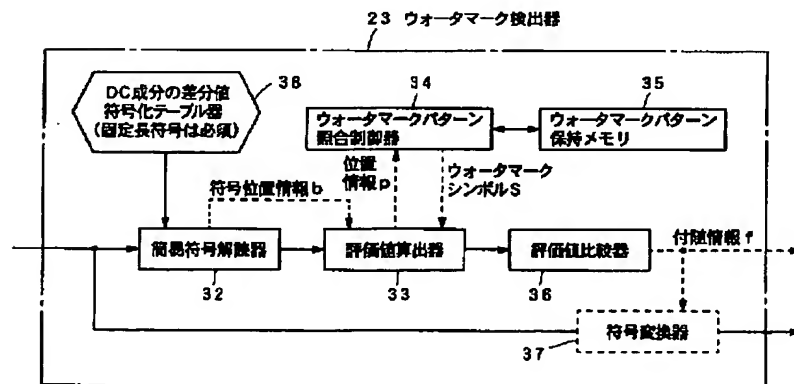 23 ウォータマーク検出器
DC成分の差分値
符号化テーブル器
(固定長符号は必須)
38
34
ウォータマークパターン
照合制御器
35
ウォータマークパターン
保持メモリ
符号位置情報b
位置
情報p
ウォータマーク
シンボルS
簡易符号解読器
32
評価値算出器
33
評価値比較器
36
付随情報f
符号変換器
37